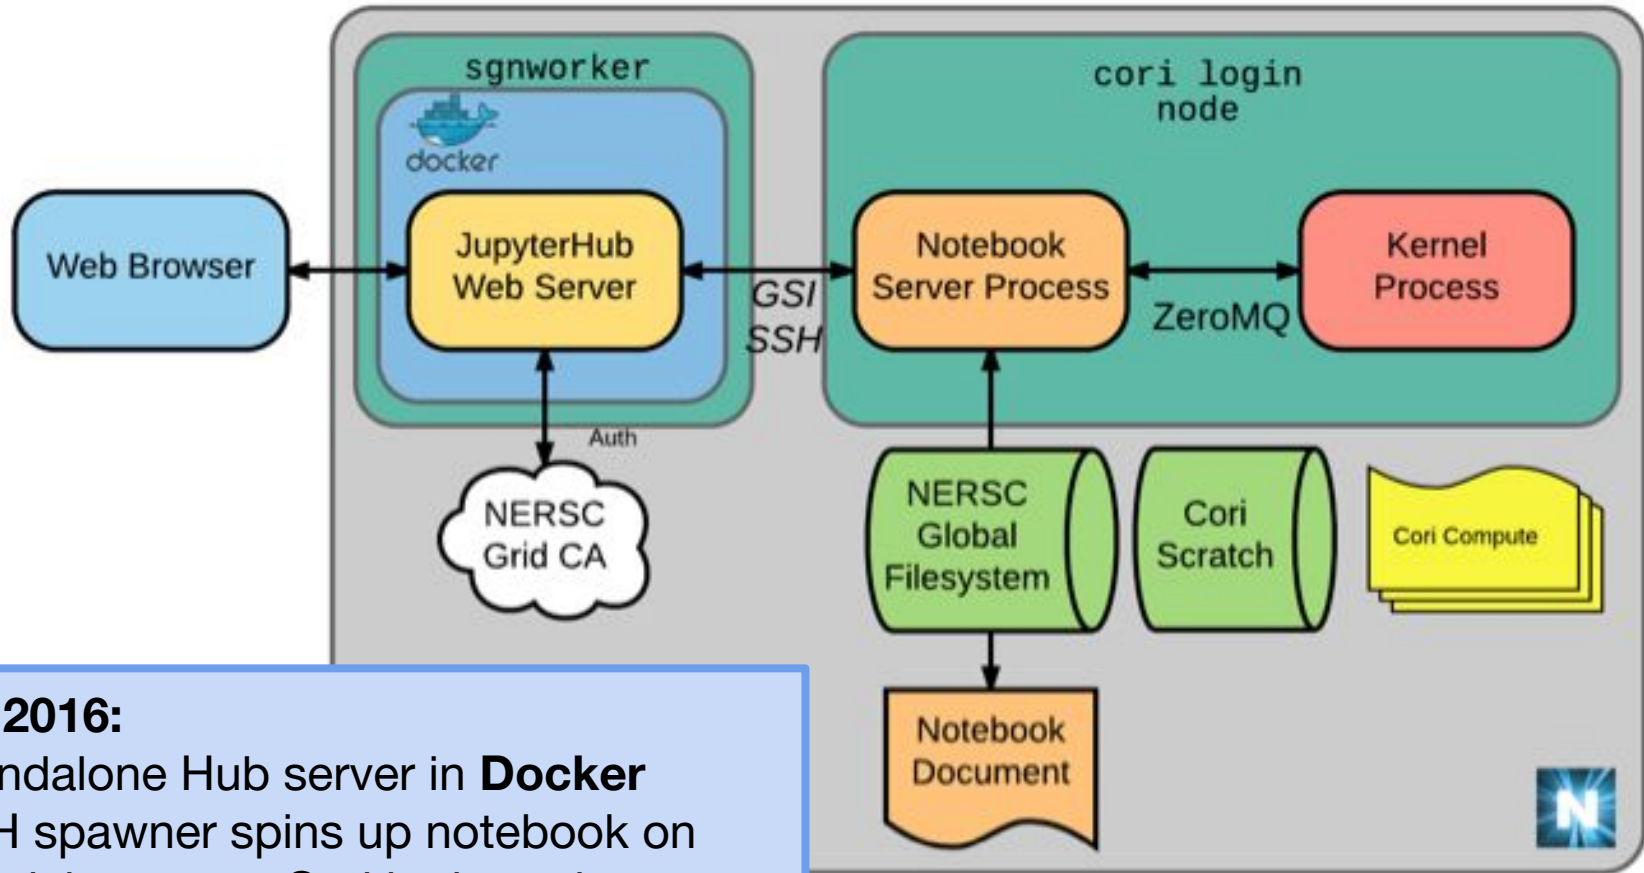 sgnworker
cori login
node
docker
Web Browser
JupyterHub
Web Server
GSI
SSH
Notebook
Server Process
ZeroMQ
Kernel
Process
Auth
NERSC
Grid CA
NERSC
Global
Filesystem
Cori
Scratch
Cori Compute
Notebook
Document
N
2016:
ndalone Hub server in Docker
H spawner spins up notebook on